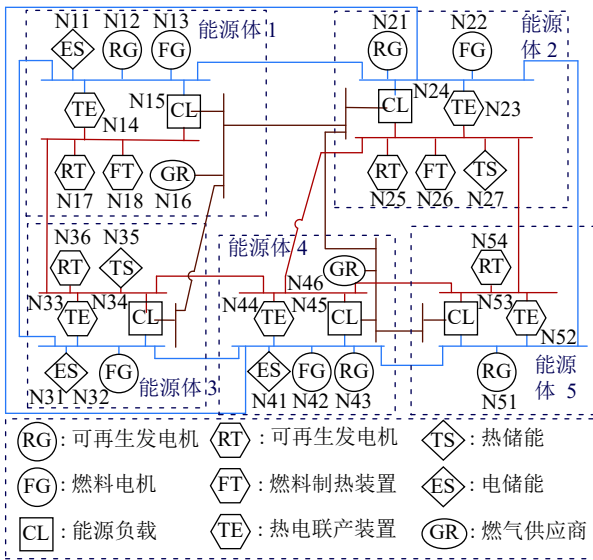 N11 N12 N13
能源体 1
ES RG FG
N21 N22
能源
体 2
RG FG
TE N15 CL
N14
N24
CL TE N23
RT FT GR
N17 N18 N16
RT FT TS
N25 N26 N27
N36 N35
RT TS
能源体 4
GR
N54
RT
N33 N34
TE CL
N44 N46
N45
TE CL
N53
CL TE N52
ES FG
N31 N32
能源体 3
ES FG RG
N41 N42 N43
RG
N51
能源
体 5
RG : 可再生发电机
RT : 可再生发电机
TS : 热储能
FG : 燃料电机
FT : 燃料制热装置
ES : 电储能
CL : 能源负载
TE : 热电联产装置
GR : 燃气供应商